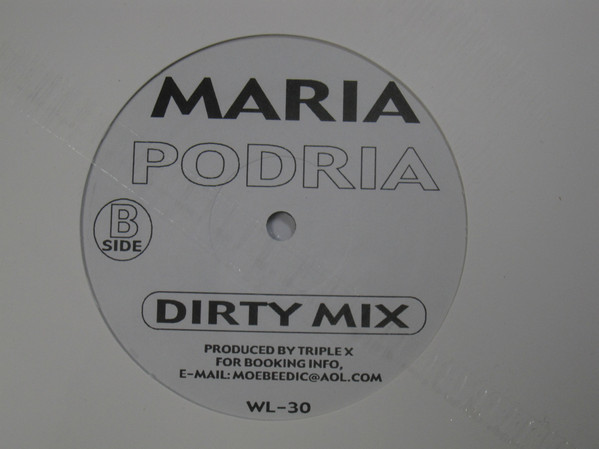 MARIA
PODRIA
B
SIDE
DIRTY MIX
PRODUCED BY TRIPLE X
FOR BOOKING INFO,
E-MAIL: MOEBEEDIC@AOL.COM
WL-30